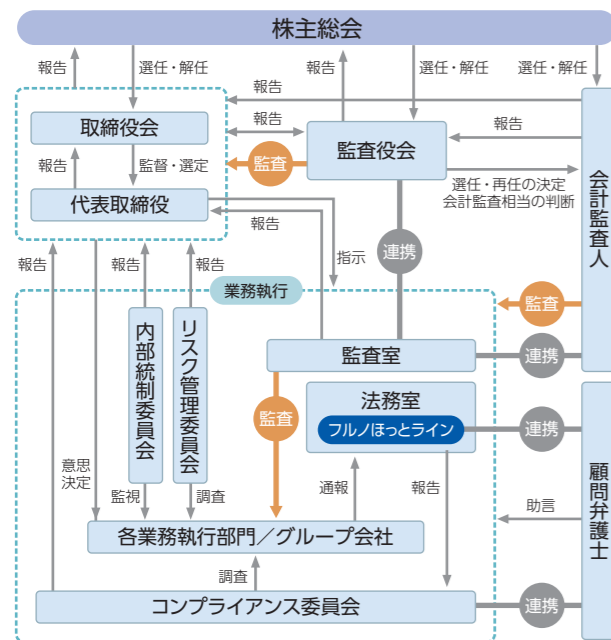 株主総会
報告
選任・解任
報告
選任・解任
選任・解任
報告
取締役会
報告
監査役会
報告
報告
監督・選定
監査
代表取締役
選任・再任の決定
会計監査相当の判断
会計監査人
報告
連携
指示
報告
報告
報告
業務執行
監査
内部統制委員会
リスク管理委員会
監査室
連携
法務室
フルノほっとライン
連携
監査
意思
決定
監視
調査
通報
報告
助言
顧問弁護士
各業務執行部門／グループ会社
調査
コンプライアンス委員会
連携